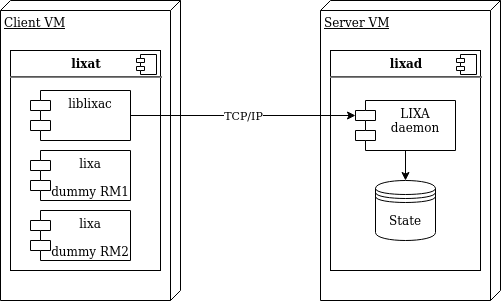 Client VM
lixat
liblixac
lixa
dummy RM1
lixa
dummy RM2
TCP/IP
Server VM
lixad
LIXA
daemon
State